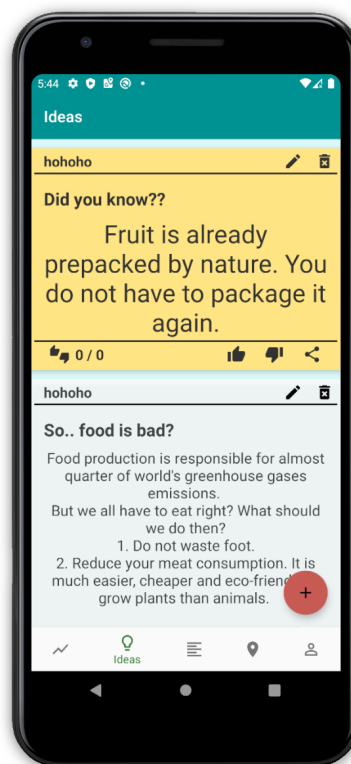 5:44
Ideas
hohoho
Did you know??
Fruit is already
prepacked by nature. You
do not have to package it
again.
0 / 0
hohoho
So.. food is bad?
Food production is responsible for almost
quarter of world's greenhouse gases
emissions.
But we all have to eat right? What should
we do then?
1. Do not waste foot.
2. Reduce your meat consumption. It is
much easier, cheaper and eco-friend
grow plants than animals.
Ideas